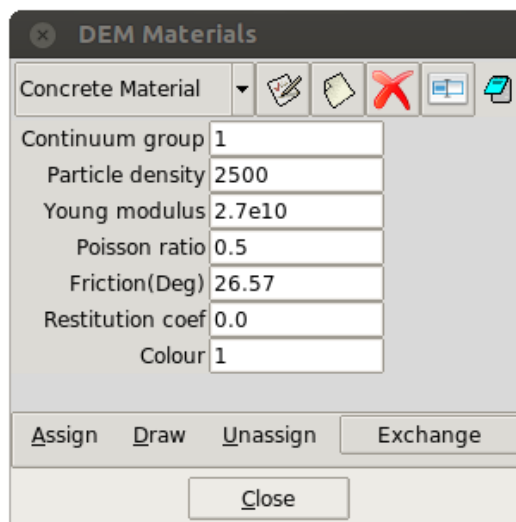 DEM Materials
Concrete Material
Continuum group 1
Particle density 2500
Young modulus 2.7e10
Poisson ratio 0.5
Friction(Deg) 26.57
Restitution coef 0.0
Colour 1
Assign Draw Unassign Exchange
Close